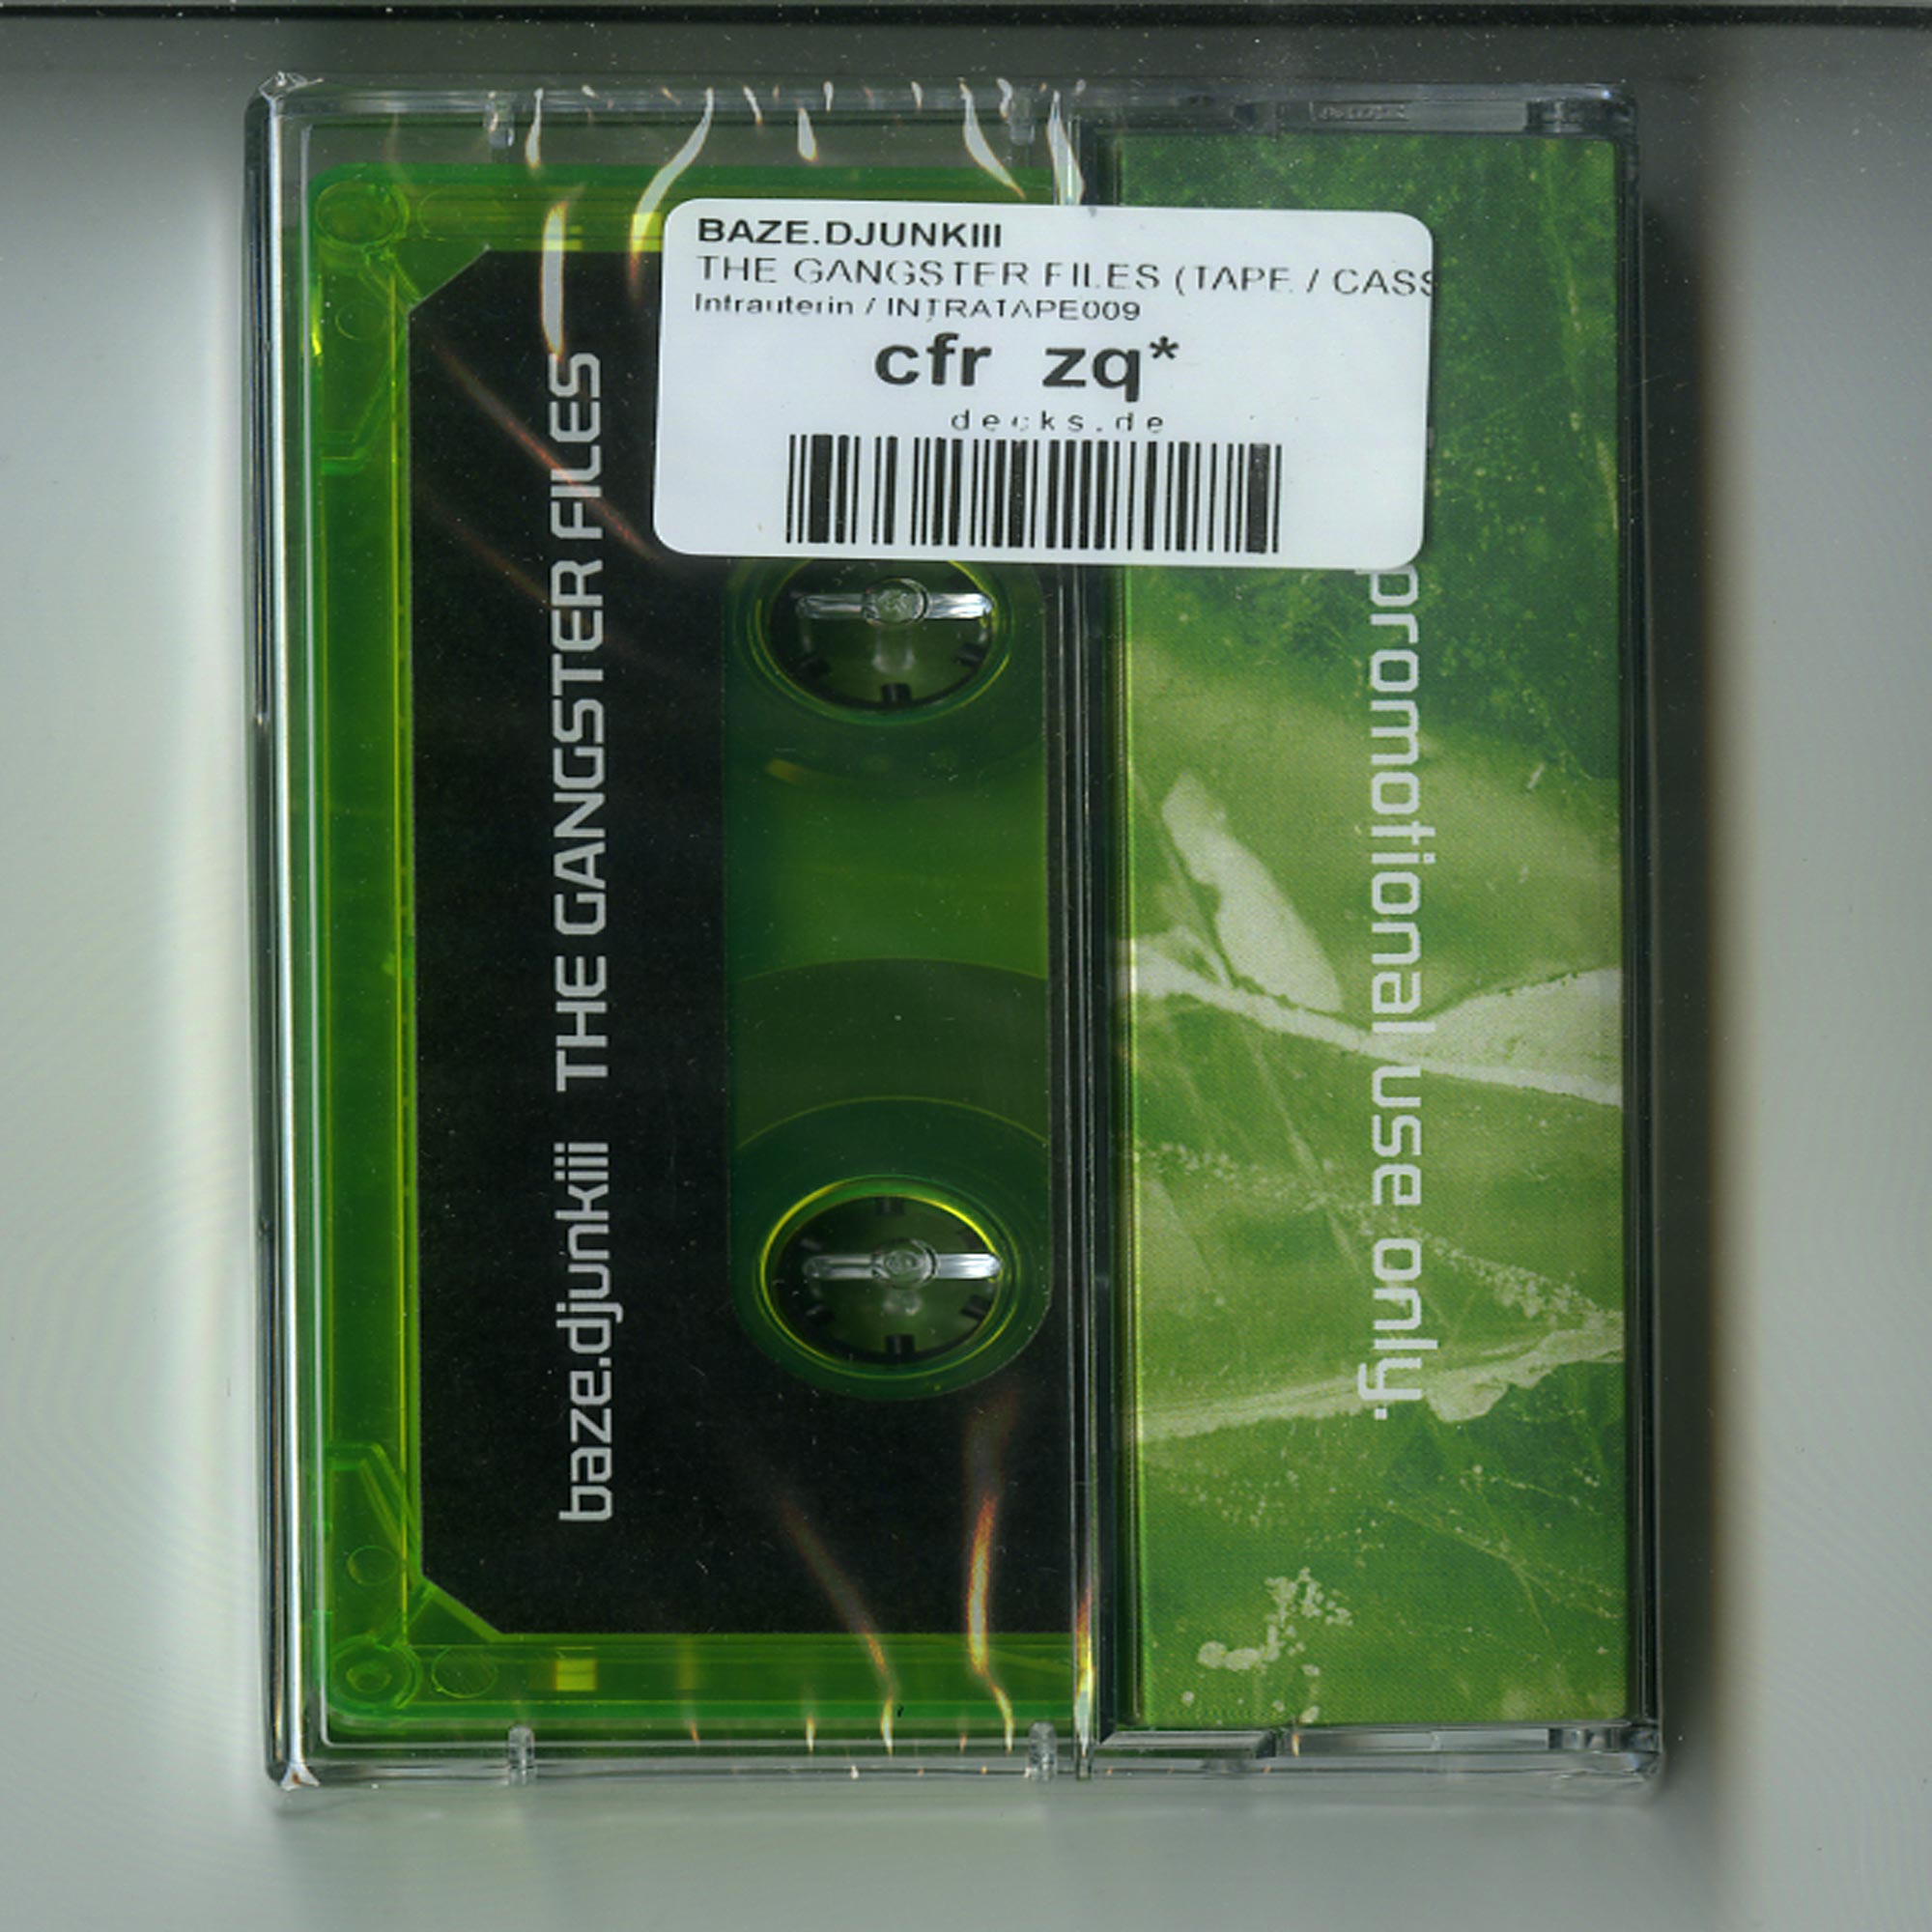 BAZE.DJUNKIII
THE GANGSTER FILES (TAPE / CASS
Intrauterin / INTRATAPE009
cfr zq*
decks.de
baze.djunkiii THE GANGSTER FILES
promotional use only.